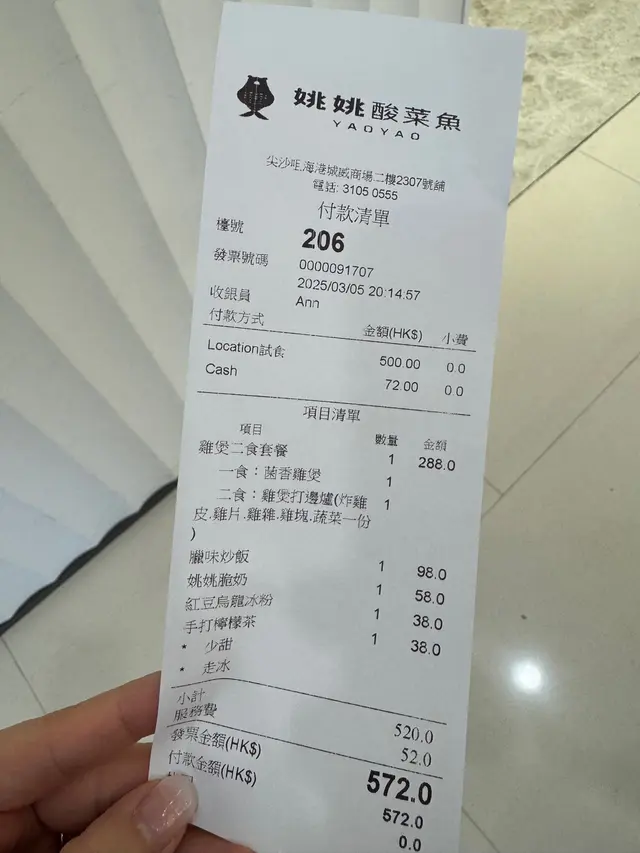 姚姚酸菜魚
YAOYAO
尖沙咀海港城威商場二樓2307號舖
電話: 3105 0555
付款清單
檯號 206
發票號碼 0000091707
2025/03/05 20:14:57
收銀員 Ann
付款方式 金額(HK$) 小費
Location試食 500.00 0.0
Cash 72.00 0.0
項目清單
項目 數量 金額
雞煲二食套餐 1 288.0
一食：菌香雞煲 1
二食：雞煲打邊爐(炸雞 1
皮.雞片.雞雜.雞塊.蔬菜一份
)
臘味炒飯 1 98.0
姚姚脆奶 1 58.0
紅豆烏龍冰粉 1 38.0
手打檸檬茶 1 38.0
* 少甜
* 走冰
小計 520.0
服務費 52.0
發票金額(HK$) 572.0
付款金額(HK$) 572.0
0.0